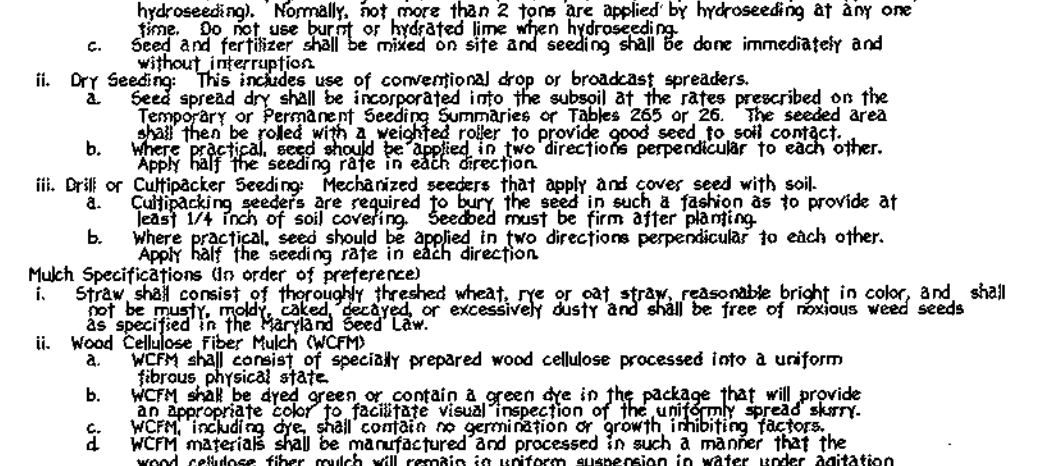 hydroseeding). Normally, not more than 2 tons are applied by hydroseeding at any one
time. Do not use burnt or hydrated lime when hydroseeding.
c. Seed and fertilizer shall be mixed on site and seeding shall be done immediately and
without interruption.
ii. Dry Seeding: This includes use of conventional drop or broadcast spreaders.
a. Seed spread dry shall be incorporated into the subsoil at the rates prescribed on the
Temporary or Permanent Seeding Summaries or Tables 265 or 26. The seeded area
shall then be rolled with a weighted roller to provide good seed to soil contact.
b. Where practical, seed should be applied in two directions perpendicular to each other.
Apply half the seeding rate in each direction.
iii. Drill or Cultipacker Seeding: Mechanized seeders that apply and cover seed with soil.
a. Cultipacking seeders are required to bury the seed in such a fashion as to provide at
least 1/4 inch of soil covering. Seedbed must be firm after planting.
b. Where practical, seed should be applied in two directions perpendicular to each other.
Apply half the seeding rate in each direction.
Mulch Specifications (In order of preference)
i. Straw shall consist of thoroughly threshed wheat, rye or oat straw, reasonable bright in color, and shall
not be musty, moldy, caked, decayed, or excessively dusty and shall be free of noxious weed seeds
as specified in the Maryland Seed Law.
ii. Wood Cellulose Fiber Mulch (WCFM)
a. WCFM shall consist of specially prepared wood cellulose processed into a uniform
fibrous physical state.
b. WCFM shall be dyed green or contain a green dye in the package that will provide
an appropriate color to facilitate visual inspection of the uniformly spread slurry.
c. WCFM, including dye, shall contain no germination or growth inhibiting factors.
d. WCFM materials shall be manufactured and processed in such a manner that the
wood cellulose fiber mulch will remain in uniform suspension in water under agitation